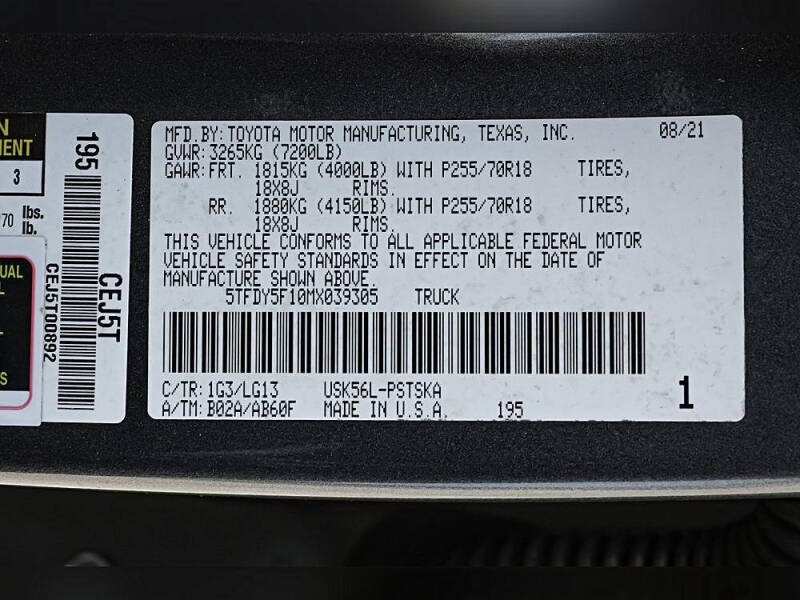 MFD.BY: TOYOTA MOTOR MANUFACTURING, TEXAS, INC. 08/21
GVWR: 3265KG (7200LB)
GAWR: FRT. 1815KG (4000LB) WITH P255/70R18 TIRES,
18X8J RIMS.
RR. 1880KG (4150LB) WITH P255/70R18 TIRES,
18X8J RIMS.
THIS VEHICLE CONFORMS TO ALL APPLICABLE FEDERAL MOTOR
VEHICLE SAFETY STANDARDS IN EFFECT ON THE DATE OF
MANUFACTURE SHOWN ABOVE.
5TFDY5F10MX039305 TRUCK
C/TR: 1G3/LG13 USK56L-PSTSKA
A/TM: B02A/AB60F MADE IN U.S.A. 195
1
195
CEJ5T
CEJ5T00892
3
lbs.
lb.